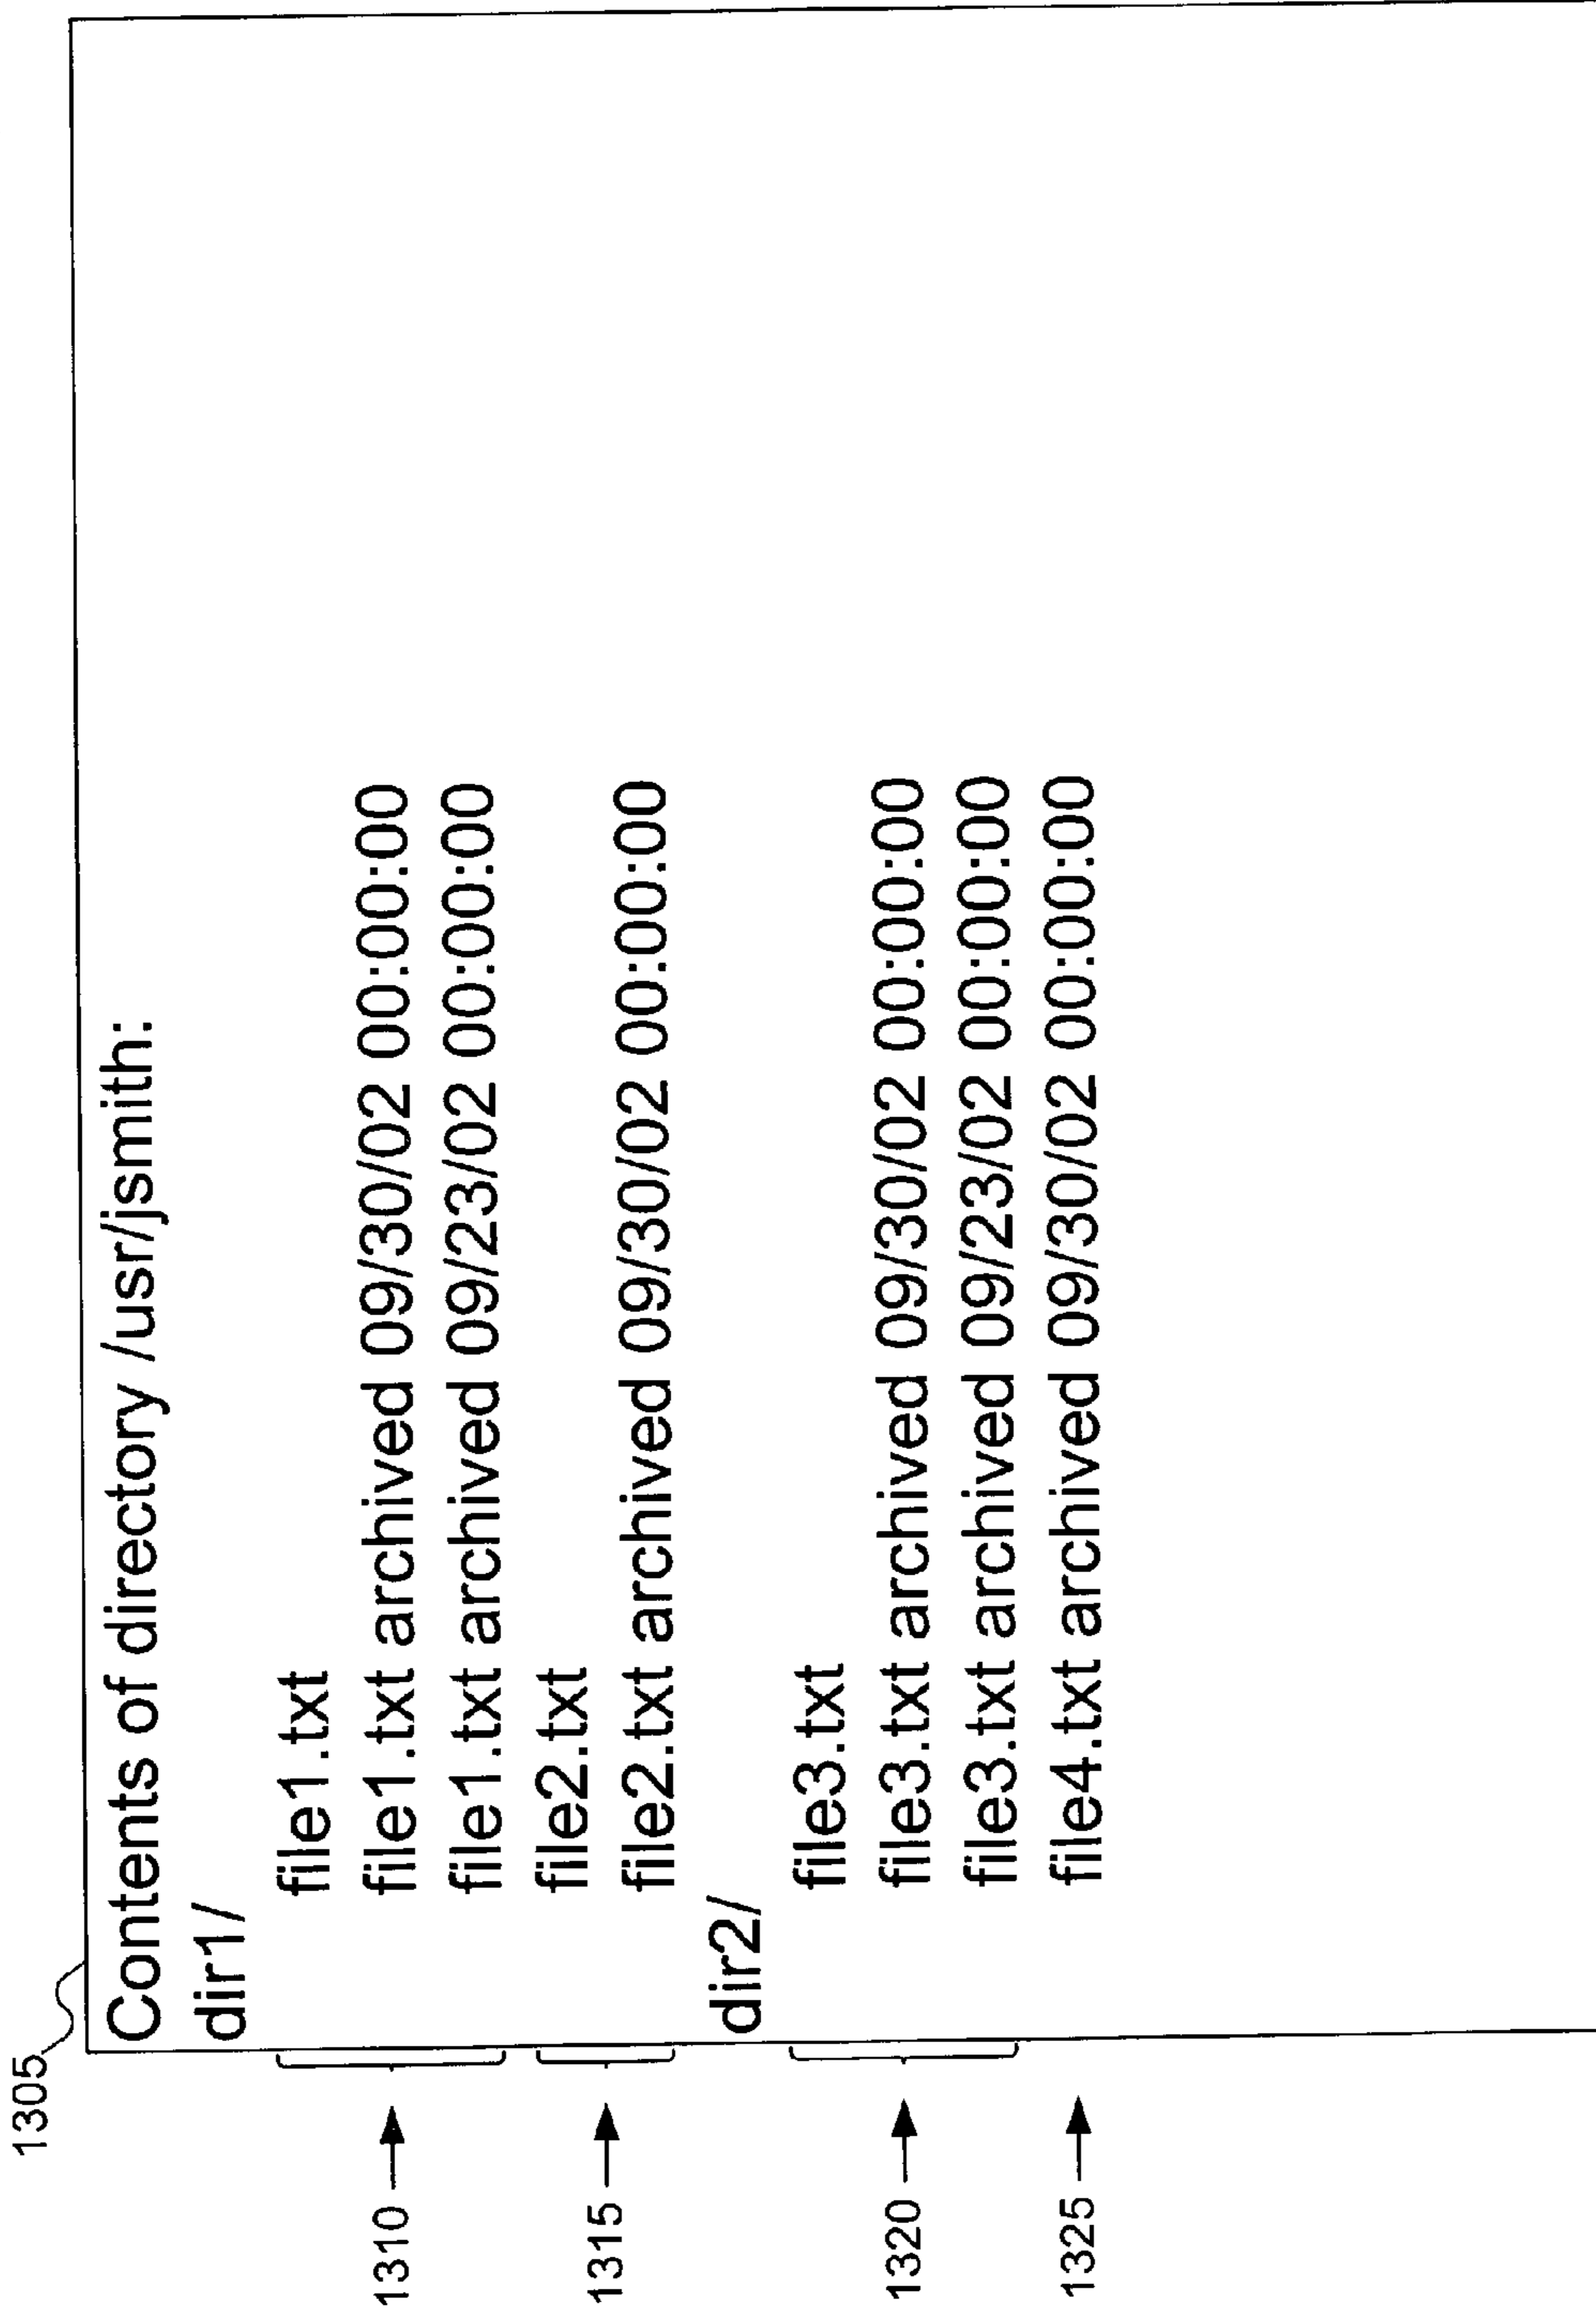 1305
Contents of directory /usr/jsmith:
dir1/
file1.txt
1310
file1.txt archived 09/30/02 00:00:00
file1.txt archived 09/23/02 00:00:00
file2.txt
1315
file2.txt archived 09/30/02 00:00:00
dir2/
file3.txt
1320
file3.txt archived 09/30/02 00:00:00
file3.txt archived 09/23/02 00:00:00
1325
file4.txt archived 09/30/02 00:00:00